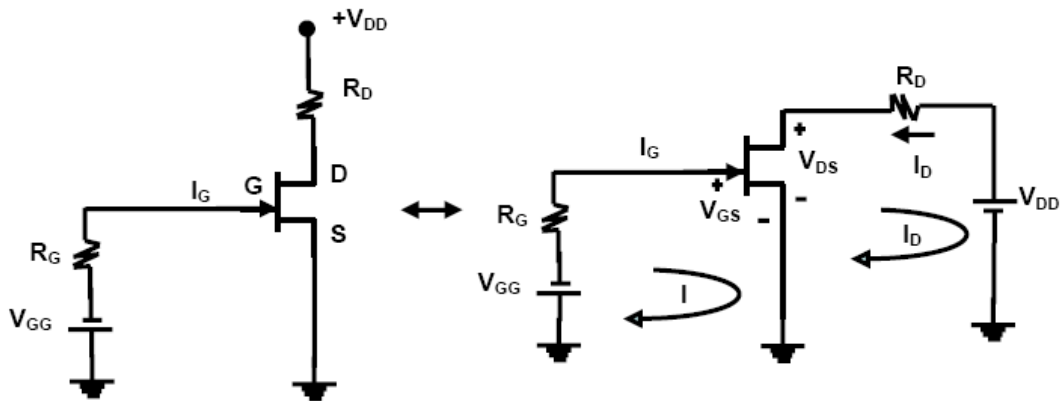 +VDD
RD
D
G
IG
S
RG
VGG
RD
IG
+
VDS
ID
+
VGS
-
-
RG
VDD
ID
VGG
I